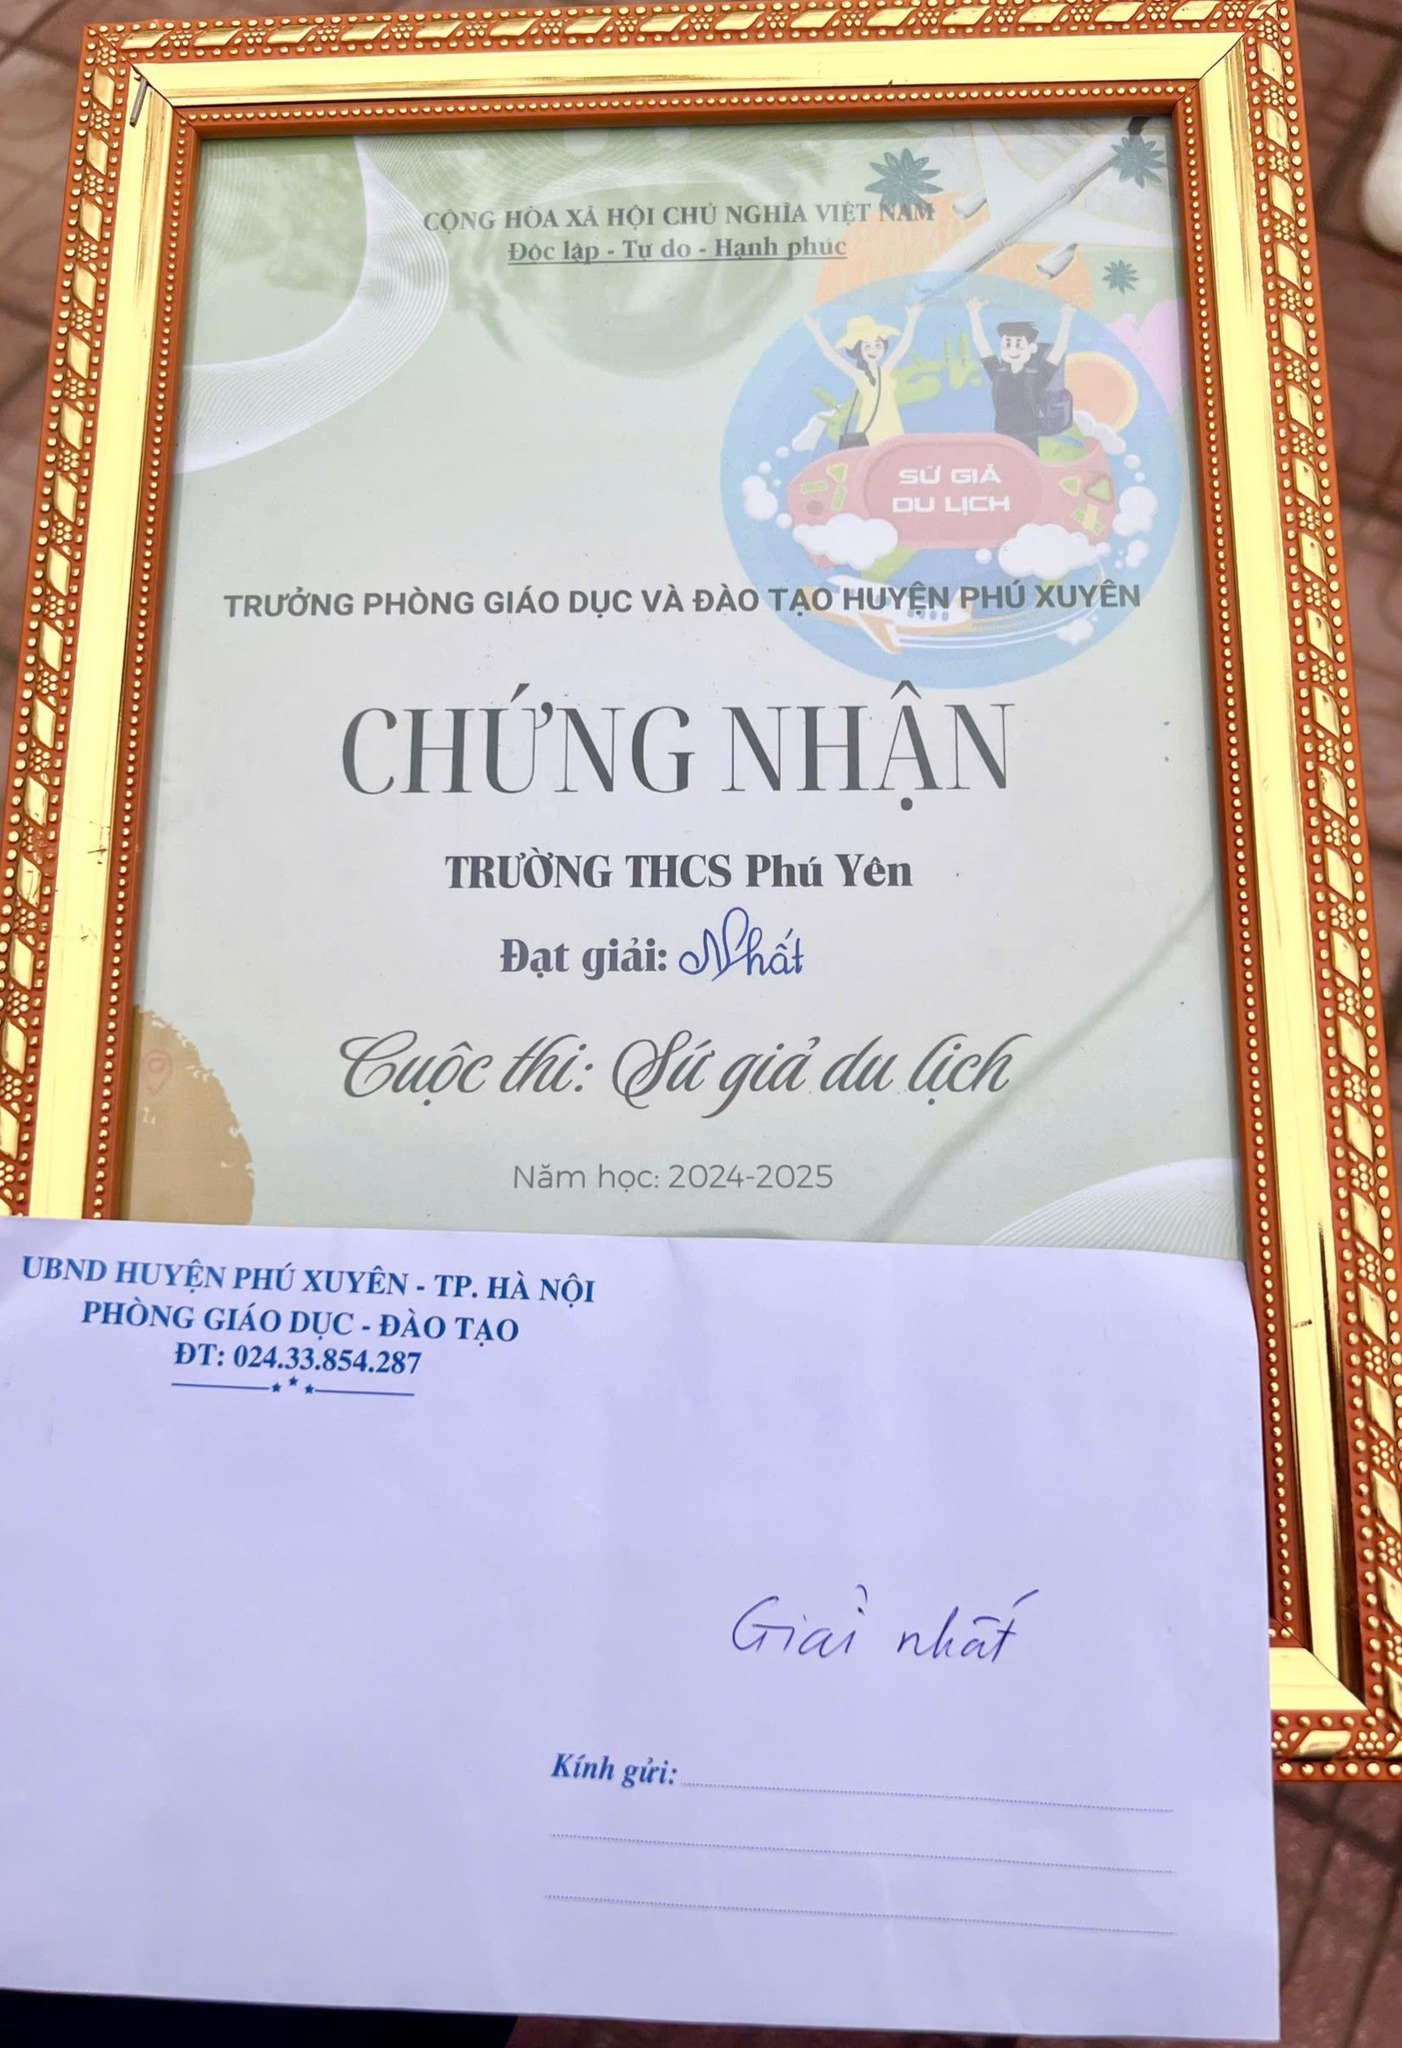 CỘNG HÒA XÃ HỘI CHỦ NGHĨA VIỆT NAM
Độc lập - Tự do - Hạnh phúc
SỨ GIẢ
DU LỊCH
TRƯỞNG PHÒNG GIÁO DỤC VÀ ĐÀO TẠO HUYỆN PHÚ XUYÊN
CHỨNG NHẬN
TRƯỜNG THCS Phú Yên
Đạt giải: Nhất
Cuộc thi: Sứ giả du lịch
Năm học: 2024-2025
UBND HUYỆN PHÚ XUYÊN - TP. HÀ NỘI
PHÒNG GIÁO DỤC - ĐÀO TẠO
ĐT: 024.33.854.287
Giải nhất
Kính gửi: